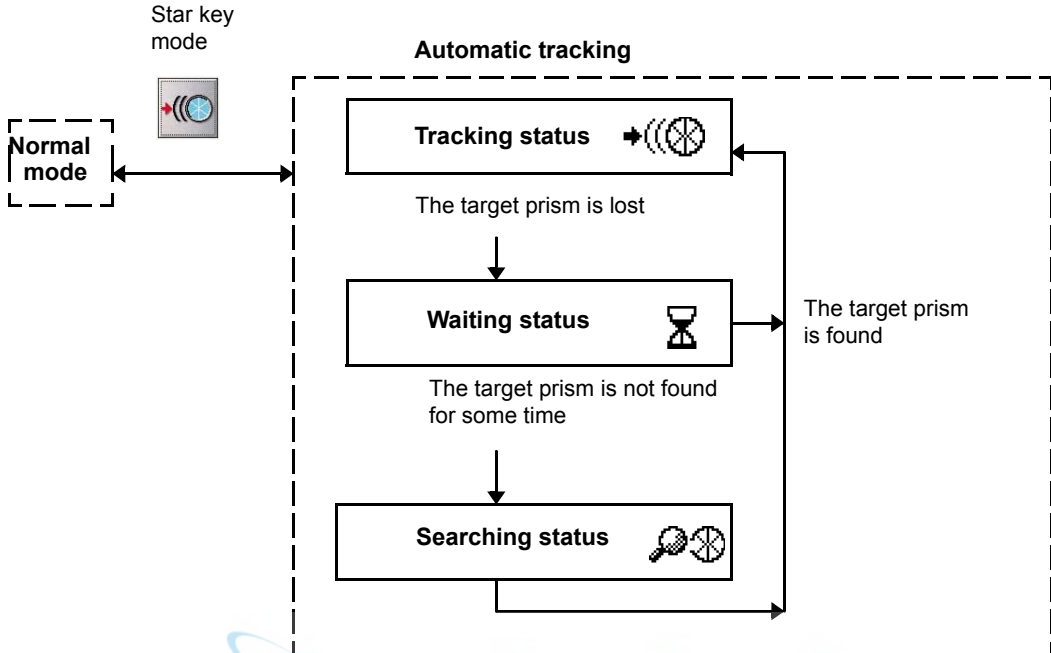 Star key
mode
Automatic tracking
Normal
mode
Tracking status
The target prism is lost
Waiting status
The target prism
is found
The target prism is not found
for some time
Searching status